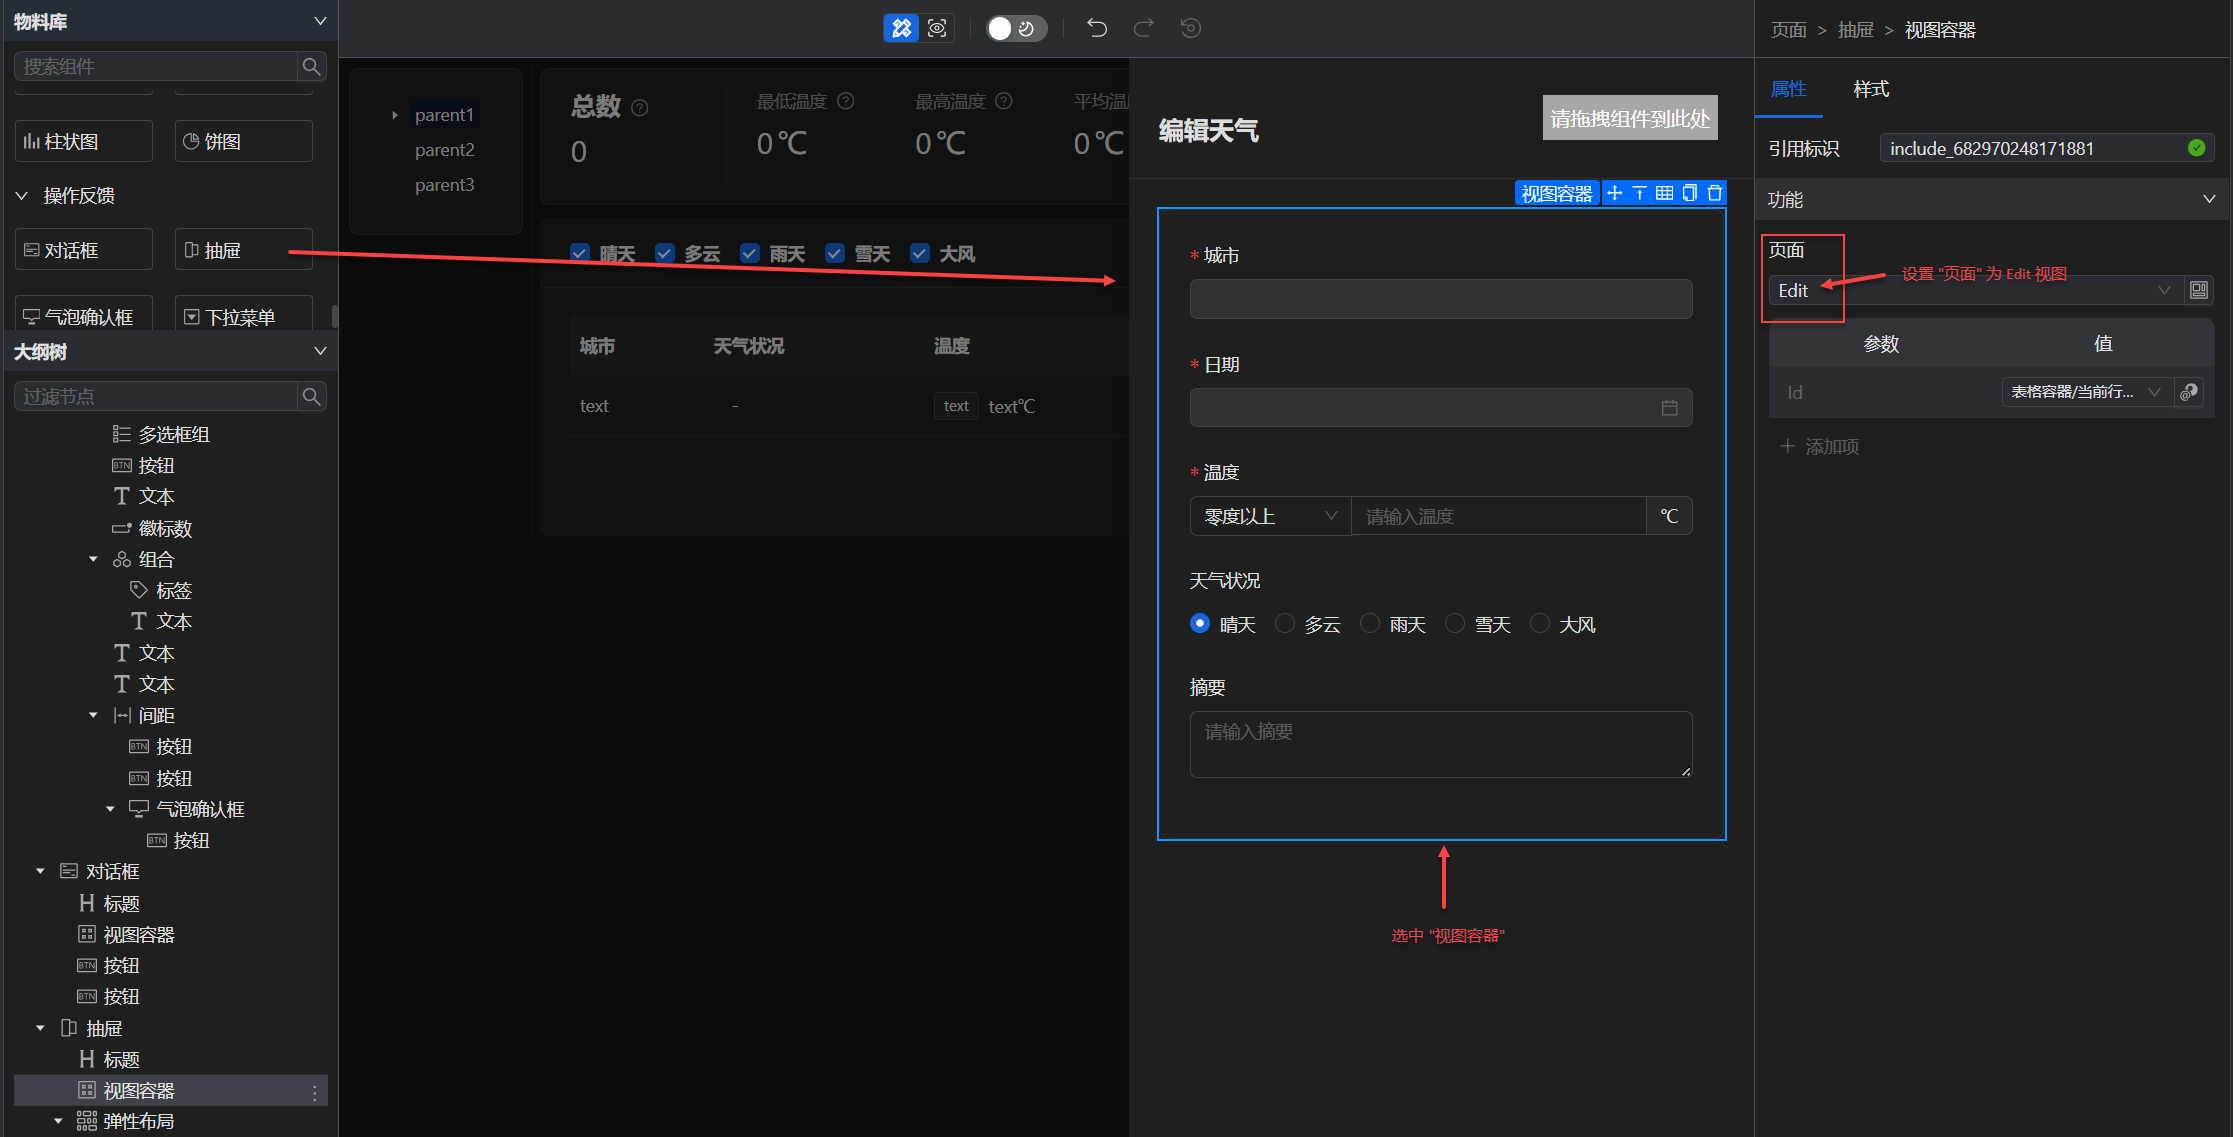 物料库
搜索组件
柱状图
饼图
操作反馈
对话框
抽屉
气泡确认框
下拉菜单
大纲树
过滤节点
多选框组
按钮
文本
徽标数
组合
标签
文本
文本
文本
间距
按钮
按钮
气泡确认框
按钮
对话框
标题
视图容器
按钮
按钮
抽屉
标题
视图容器
弹性布局
parent1
parent2
parent3
总数
0
最低温度
0℃
最高温度
0℃
平均温
0℃
晴天 多云 雨天 雪天 大风
城市 天气状况 温度
text - text text℃
编辑天气
请拖拽组件到此处
视图容器
* 城市
* 日期
* 温度
零度以上 请输入温度 ℃
天气状况
晴天 多云 雨天 雪天 大风
摘要
请输入摘要
选中 "视图容器"
页面 > 抽屉 > 视图容器
属性 样式
引用标识 include_682970248171881
功能
页面
Edit
设置 "页面" 为 Edit 视图
参数 值
Id 表格容器/当前行...
添加项